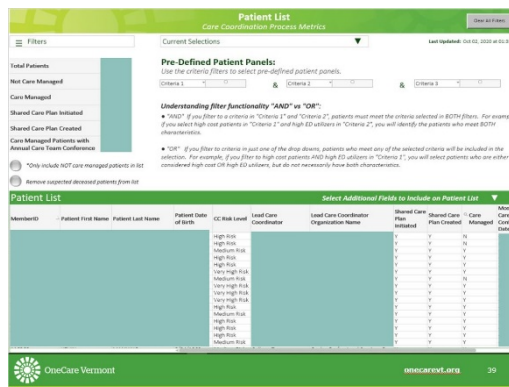 Patient List
Care Coordination Process Metrics
Clear All Filters
Filters
Current Selections
Last Updated: Oct 02, 2020 at 01:3
Total Patients
Not Care Managed
Care Managed
Shared Care Plan Initiated
Shared Care Plan Created
Care Managed Patients with
Annual Care Team Conference
*Only include NOT care managed patients in list
Remove suspected deceased patients from list
Pre-Defined Patient Panels:
Use the criteria filters to select pre-defined patient panels.
Criteria 1 & Criteria 2 & Criteria 3
Understanding filter functionality "AND" vs "OR":
• "AND" If you filter to a criteria in "Criteria 1" and "Criteria 2", patients must meet the criteria selected in BOTH filters. For examp
if you select high cost patients in "Criteria 1" and high ED utilizers in "Criteria 2", you will identify the patients who meet BOTH
characteristics.
• "OR" If you filter to criteria in just one of the drop downs, patients who meet any of the selected criteria will be included in the
selection. For example, if you filter to high cost patients AND high ED utilizers in "Criteria 1", you will select patients who are either
considered high cost OR high ED utilizers, but do not necessarily have both characteristics.
Patient List
Select Additional Fields to Include on Patient List
MemberID Patient First Name Patient Last Name Patient Date of Birth CC Risk Level Lead Care Coordinator Lead Care Coordinator Organization Name Shared Care Plan Initiated Shared Care Plan Created Care Managed
High Risk Y Y N
High Risk Y Y N
Medium Risk Y Y Y
High Risk Y Y Y
High Risk Y Y Y
Very High Risk Y Y Y
Medium Risk Y Y N
Very High Risk Y Y Y
Very High Risk Y Y Y
Very High Risk Y Y Y
High Risk Y Y Y
High Risk Y Y Y
High Risk Y Y Y
High Risk Y Y Y
Medium Risk Y Y Y
OneCare Vermont
onecarevt.org
39